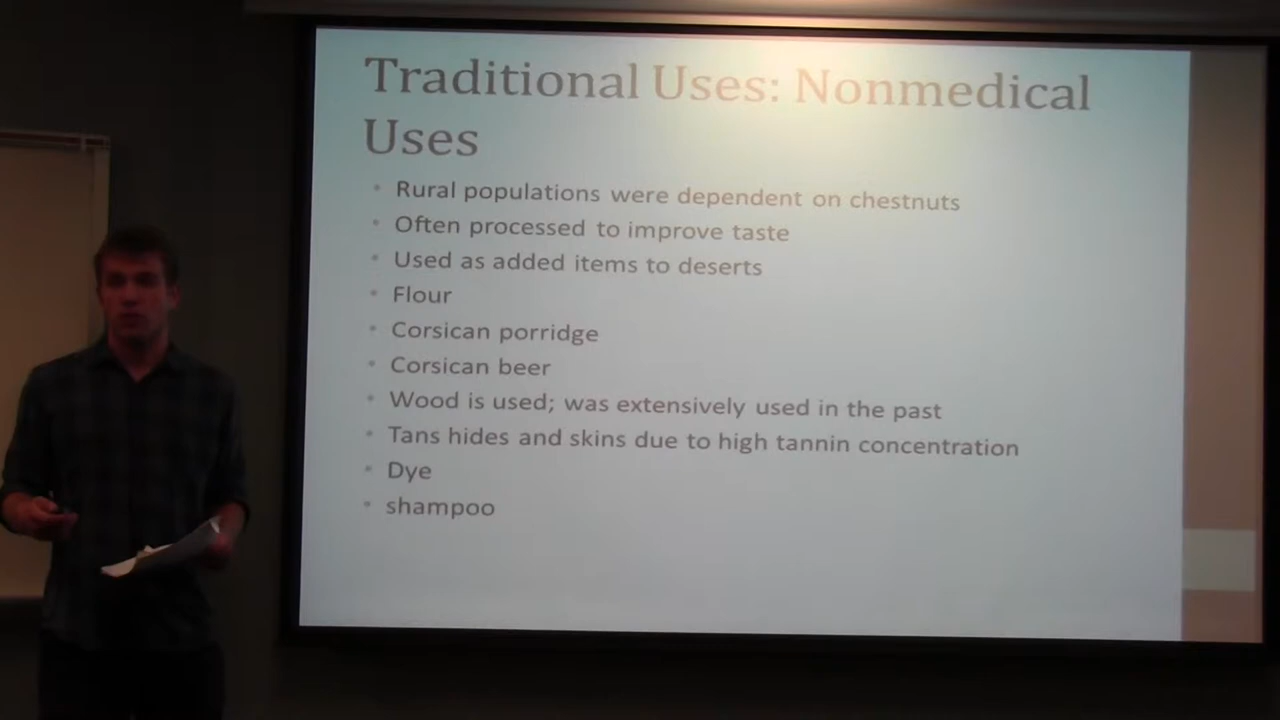 Traditional Uses: Nonmedical
Uses
• Rural populations were dependent on chestnuts
• Often processed to improve taste
• Used as added items to deserts
• Flour
• Corsican porridge
• Corsican beer
• Wood is used; was extensively used in the past
• Tans hides and skins due to high tannin concentration
• Dye
• shampoo